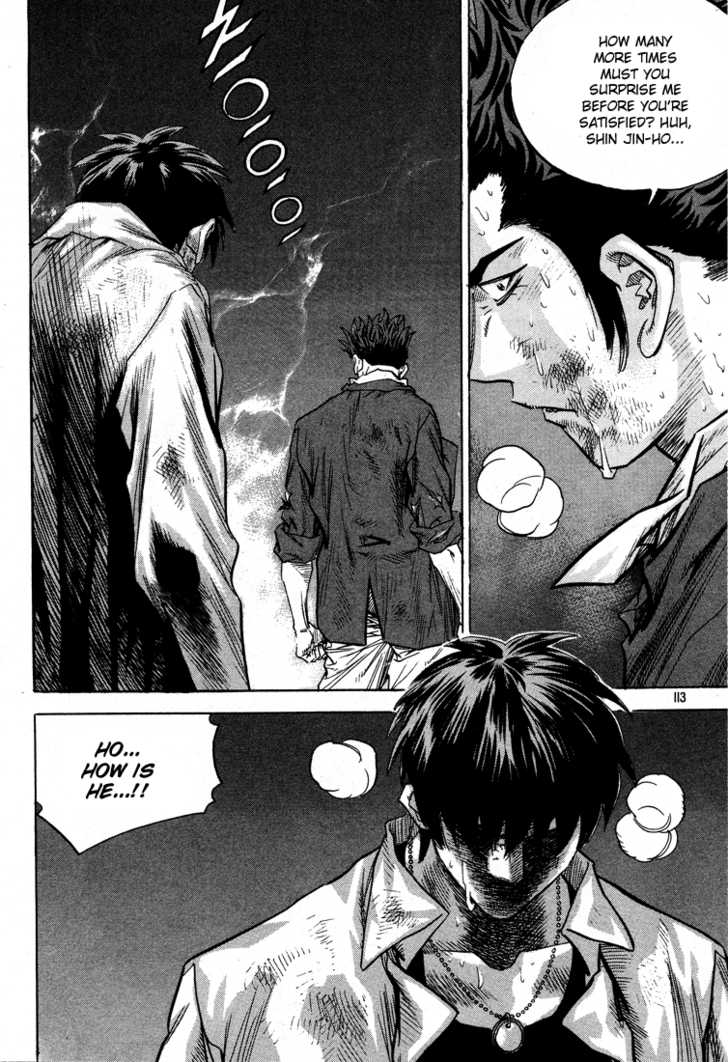 HOW MANY
MORE TIMES
MUST YOU
SURPRISE ME
BEFORE YOU'RE
SATISFIED? HUH,
SHIN JIN-HO...
113
HO...
HOW IS
HE...!!